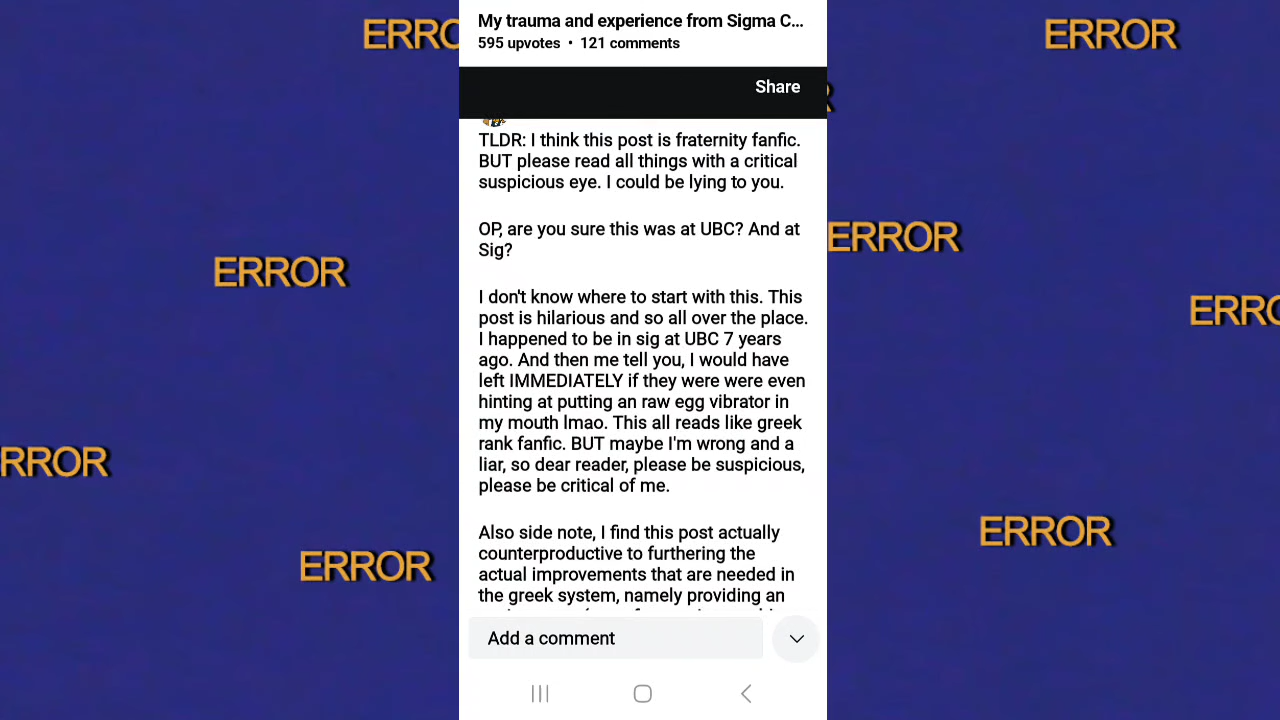 My trauma and experience from Sigma C...
595 upvotes • 121 comments
Share
TLDR: I think this post is fraternity fanfic.
BUT please read all things with a critical
suspicious eye. I could be lying to you.
OP, are you sure this was at UBC? And at
Sig?
I don't know where to start with this. This
post is hilarious and so all over the place.
I happened to be in sig at UBC 7 years
ago. And then me tell you, I would have
left IMMEDIATELY if they were were even
hinting at putting an raw egg vibrator in
my mouth lmao. This all reads like greek
rank fanfic. BUT maybe I'm wrong and a
liar, so dear reader, please be suspicious,
please be critical of me.
Also side note, I find this post actually
counterproductive to furthering the
actual improvements that are needed in
the greek system, namely providing an
Add a comment
ERRO
ERROR
ERROR
RROR
ERROR
ERROR
R
ERROR
ERRO
ERROR